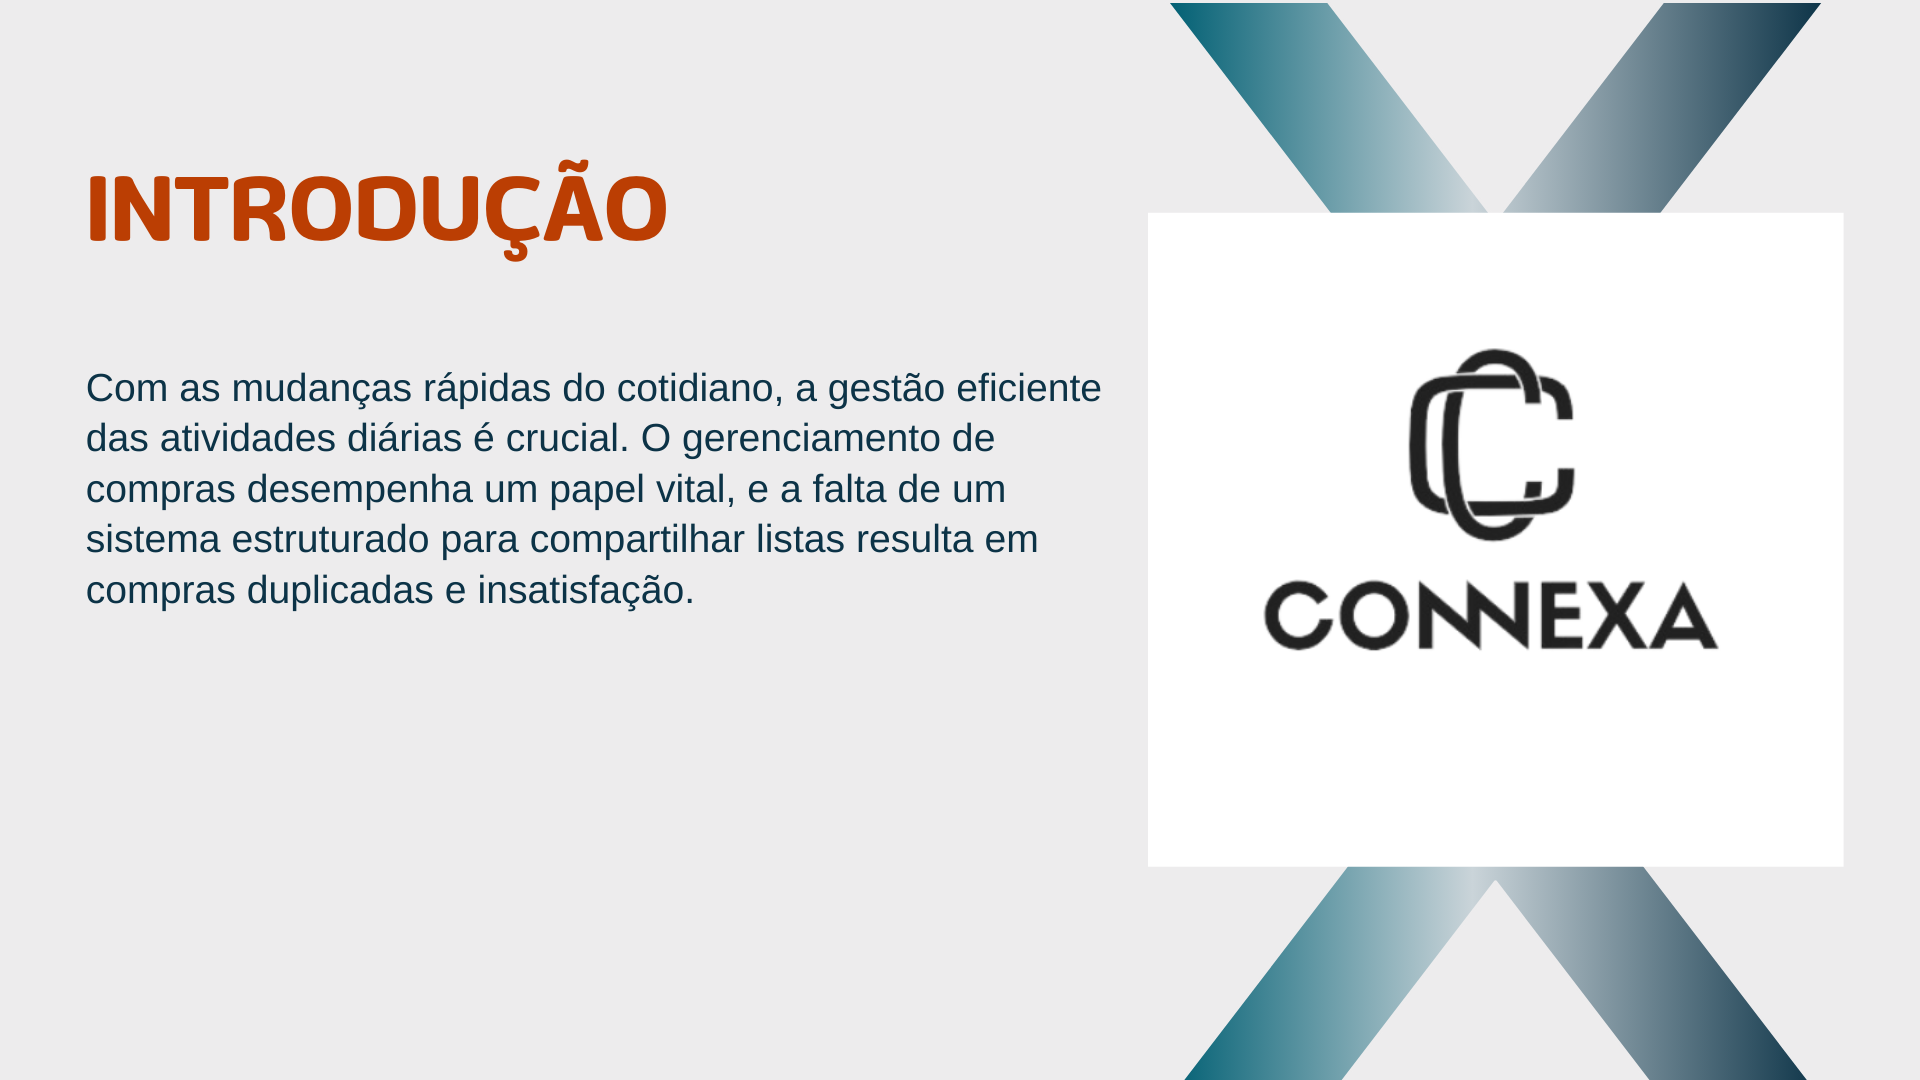 INTRODUÇÃO
Com as mudanças rápidas do cotidiano, a gestão eficiente
das atividades diárias é crucial. O gerenciamento de
compras desempenha um papel vital, e a falta de um
sistema estruturado para compartilhar listas resulta em
compras duplicadas e insatisfação.
CONNEXA